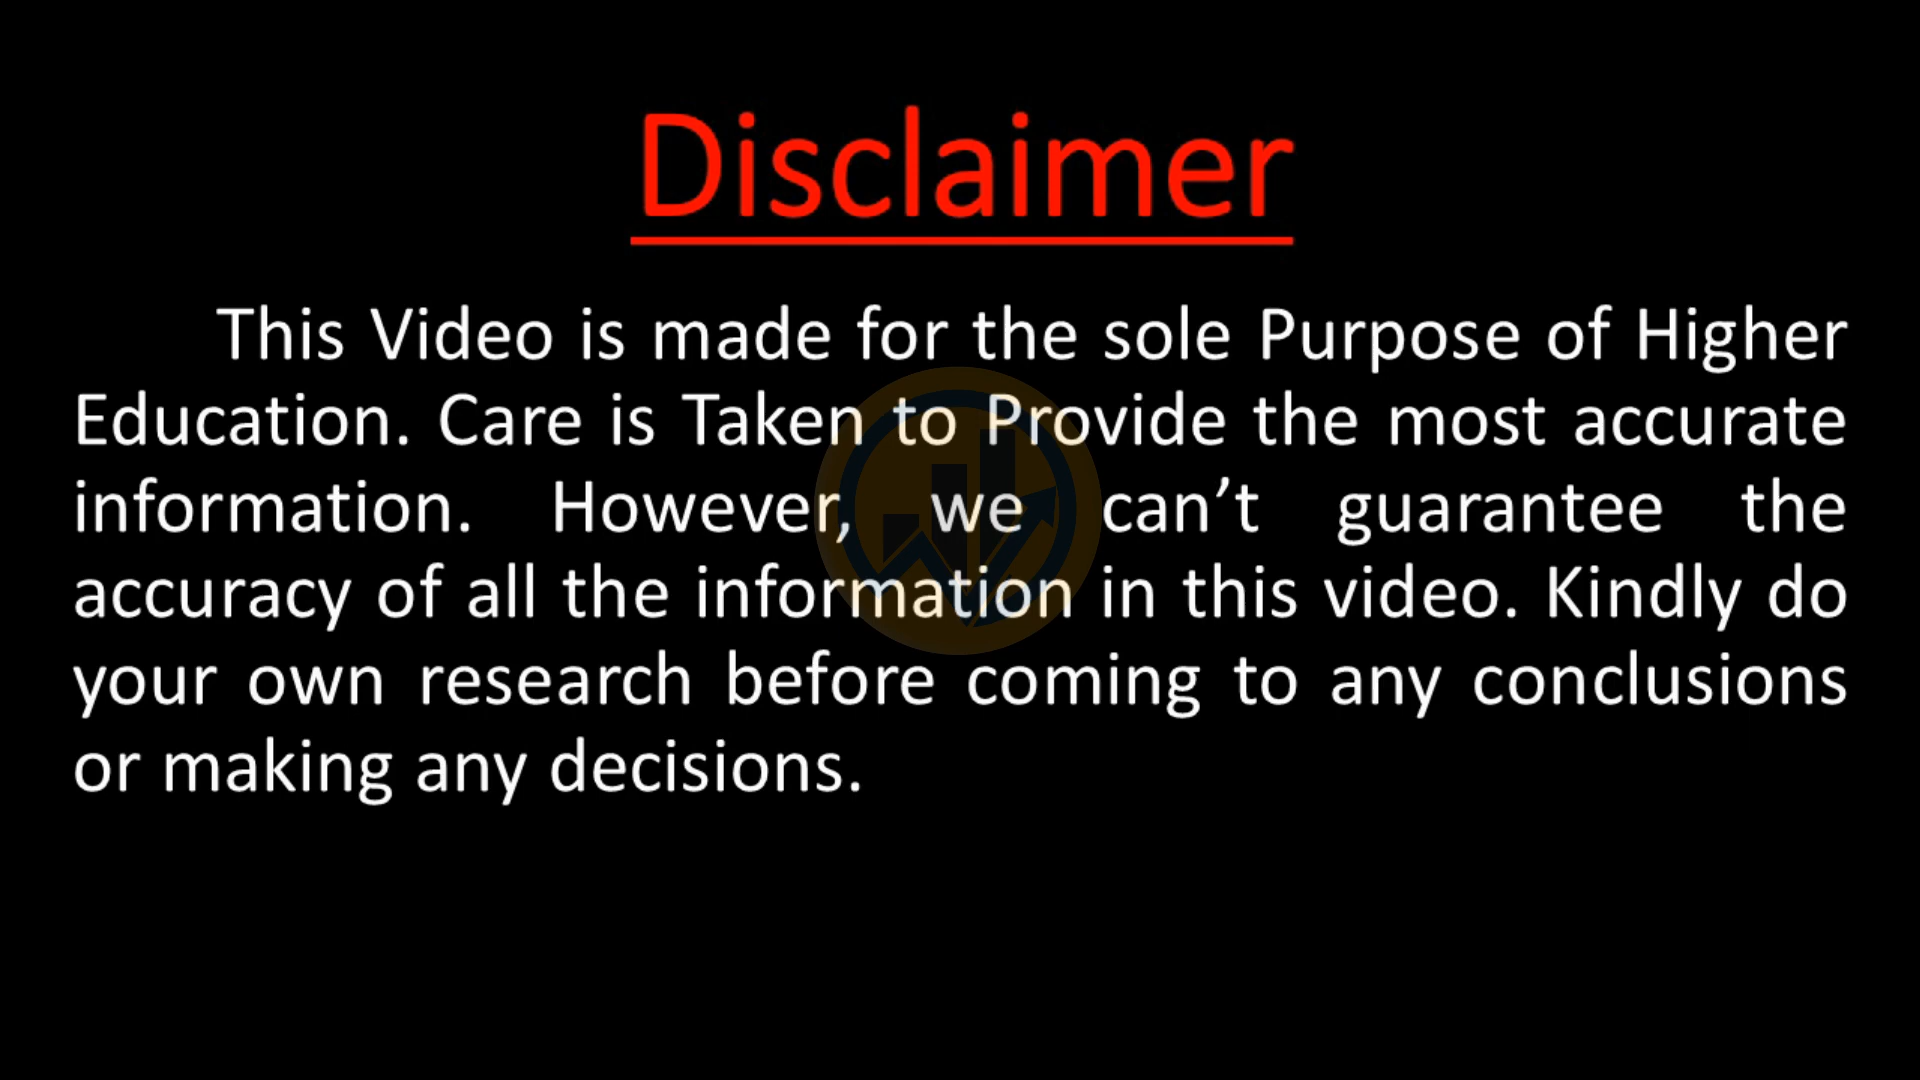 Disclaimer
This Video is made for the sole Purpose of Higher
Education. Care is Taken to Provide the most accurate
information. However, we can’t guarantee the
accuracy of all the information in this video. Kindly do
your own research before coming to any conclusions
or making any decisions.